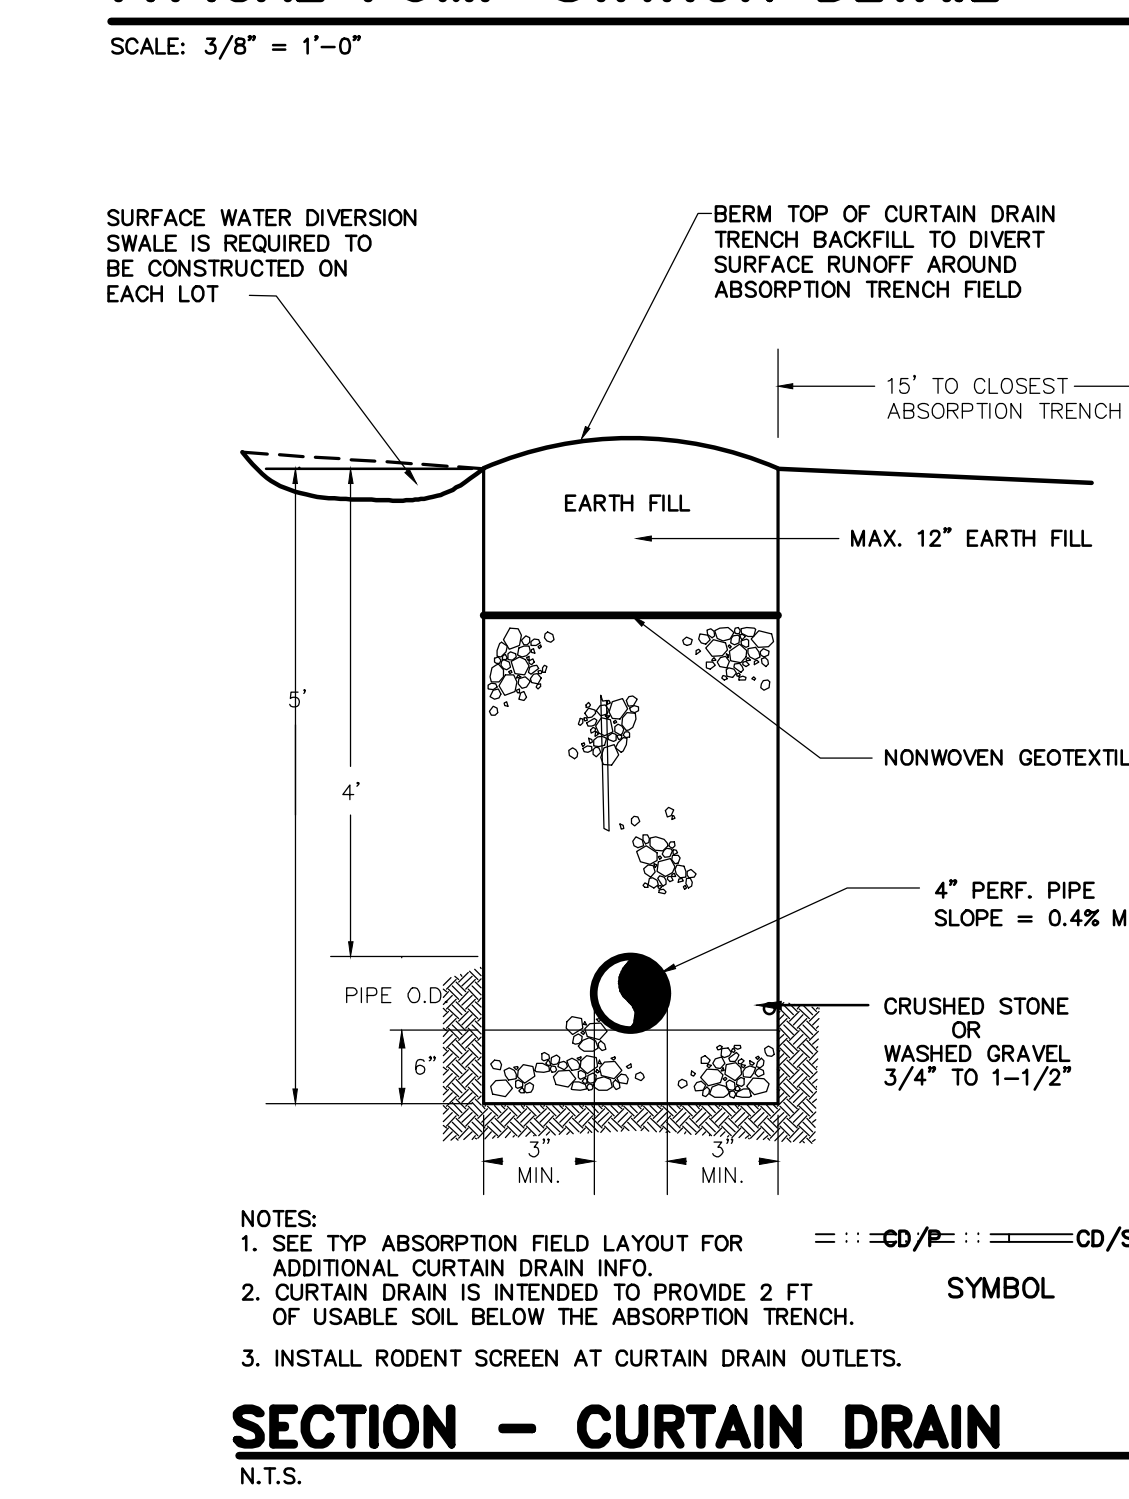 SCALE: 3/8" = 1'-0"
SURFACE WATER DIVERSION
SWALE IS REQUIRED TO
BE CONSTRUCTED ON
EACH LOT
BERM TOP OF CURTAIN DRAIN
TRENCH BACKFILL TO DIVERT
SURFACE RUNOFF AROUND
ABSORPTION TRENCH FIELD
15' TO CLOSEST
ABSORPTION TRENCH
EARTH FILL
MAX. 12" EARTH FILL
5'
4'
NONWOVEN
4" PERF. PIPE
SLOPE = 0.4%
PIPE O.D.
CRUSHED STONE
OR
WASHED GRAVEL
3/4" TO 1-1/2"
6"
3"
MIN.
3"
MIN.
NOTES:
1. SEE TYP ABSORPTION FIELD LAYOUT FOR
ADDITIONAL CURTAIN DRAIN INFO.
2. CURTAIN DRAIN IS INTENDED TO PROVIDE 2 FT
OF USABLE SOIL BELOW THE ABSORPTION TRENCH.
3. INSTALL RODENT SCREEN AT CURTAIN DRAIN OUTLETS.
CD/P
CD/S
SYMBOL
SECTION - CURTAIN DRAIN
N.T.S.